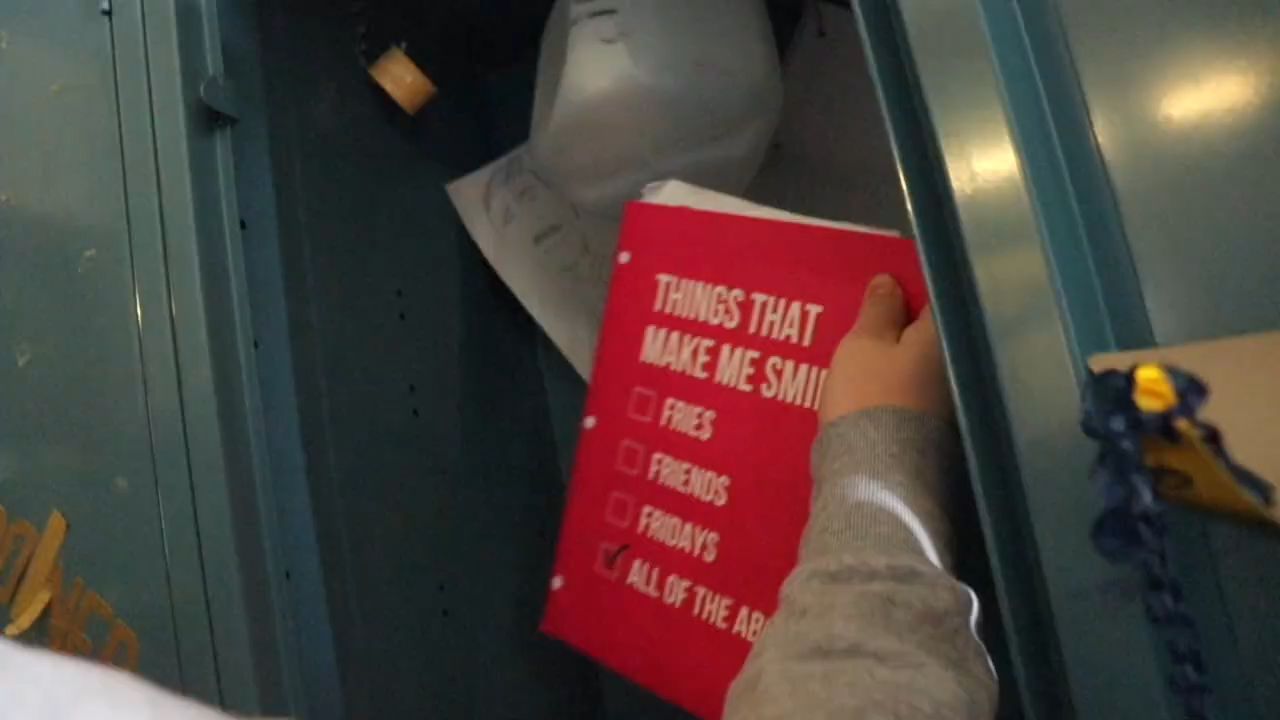 THINGS THAT
MAKE ME SMI
FRIES
FRIENDS
FRIDAYS
ALL OF THE AB